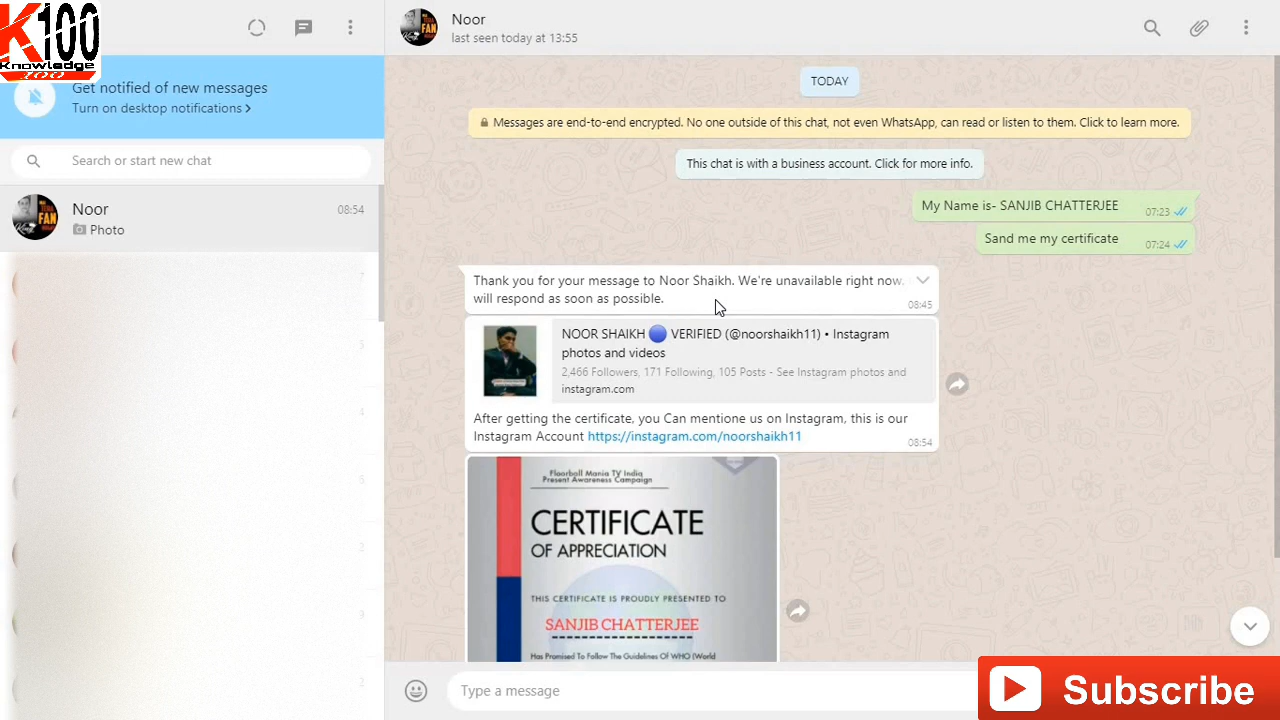 K100
Knowledge
100
Noor
last seen today at 13:55
Get notified of new messages
Turn on desktop notifications >
Search or start new chat
Noor
08:54
Photo
TODAY
Messages are end-to-end encrypted. No one outside of this chat, not even WhatsApp, can read or listen to them. Click to learn more.
This chat is with a business account. Click for more info.
My Name is- SANJIB CHATTERJEE
07:23
Sand me my certificate
07:24
Thank you for your message to Noor Shaikh. We're unavailable right now.
will respond as soon as possible.
08:45
NOOR SHAIKH 🔵 VERIFIED (@noorshaikh11) • Instagram
photos and videos
2,466 Followers, 171 Following, 105 Posts - See Instagram photos and
instagram.com
After getting the certificate, you Can mentione us on Instagram, this is our
Instagram Account https://instagram.com/noorshaikh11
08:54
Floorball Mania TV India
Present Awareness Campaign
CERTIFICATE
OF APPRECIATION
THIS CERTIFICATE IS PROUDLY PRESENTED TO
SANJIB CHATTERJEE
Has Promised To Follow The Guidelines Of WHO (World
Type a message
Subscribe